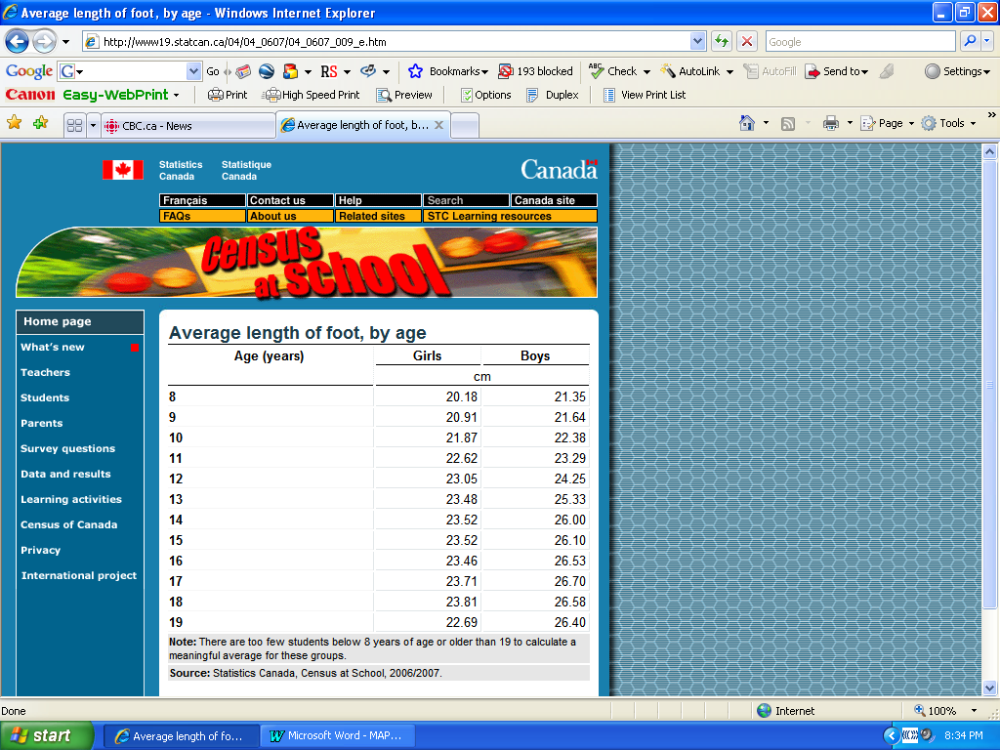 Average length of foot, by age - Windows Internet Explorer
http://www19.statcan.ca/04/04_0607/04_0607_009_e.htm
Google
Google G Go RS Bookmarks 193 blocked Check AutoLink AutoFill Send to Settings
Canon Easy-WebPrint Print High Speed Print Preview Options Duplex View Print List
CBC.ca - News Average length of foot, b... Page Tools
Statistics Canada Statistique Canada Canada
Français Contact us Help Search Canada site
FAQs About us Related sites STC Learning resources
Census at School
Home page
What's new
Teachers
Students
Parents
Survey questions
Data and results
Learning activities
Census of Canada
Privacy
International project
Average length of foot, by age
Age (years) Girls Boys
cm
8 20.18 21.35
9 20.91 21.64
10 21.87 22.38
11 22.62 23.29
12 23.05 24.25
13 23.48 25.33
14 23.52 26.00
15 23.52 26.10
16 23.46 26.53
17 23.71 26.70
18 23.81 26.58
19 22.69 26.40
Note: There are too few students below 8 years of age or older than 19 to calculate a
meaningful average for these groups.
Source: Statistics Canada, Census at School, 2006/2007.
Done Internet 100%
start Average length of fo... Microsoft Word - MAP... 8:34 PM